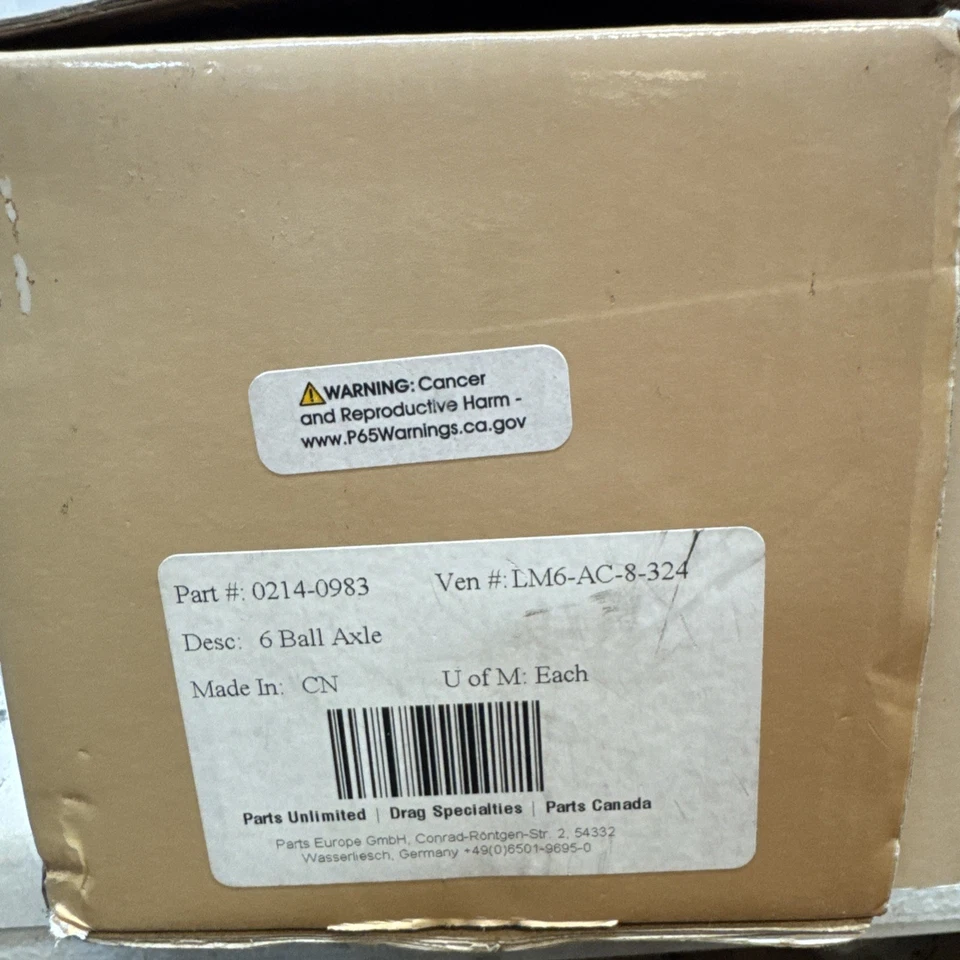 WARNING: Cancer
and Reproductive Harm -
www.P65Warnings.ca.gov
Part #: 0214-0983 Ven #: LM6-AC-8-324
Desc: 6 Ball Axle
Made In: CN U of M: Each
Parts Unlimited | Drag Specialties | Parts Canada
Parts Europe GmbH, Conrad-Röntgen-Str. 2, 54332
Wasserliesch, Germany +49(0)6501-9695-0